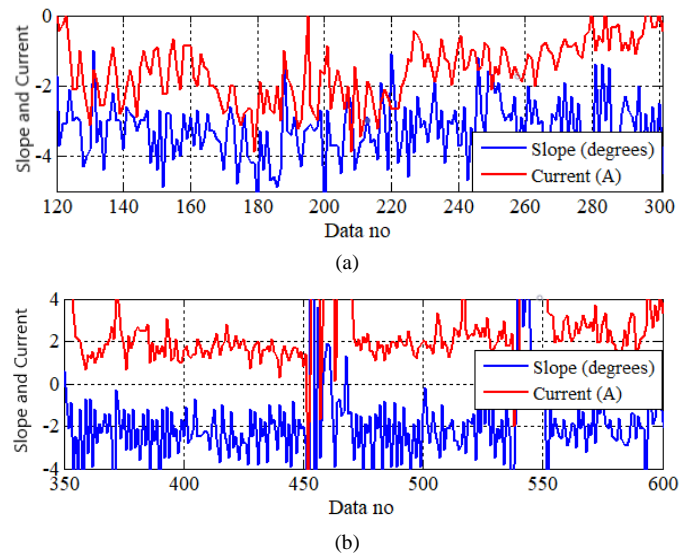 0
-2
-4
Slope and Current
120 140 160 180 200 220 240 260 280 300
Slope (degrees)
Current (A)
Data no
(a)
4
2
0
-2
-4
Slope and Current
350 400 450 500 550 600
Slope (degrees)
Current (A)
Data no
(b)